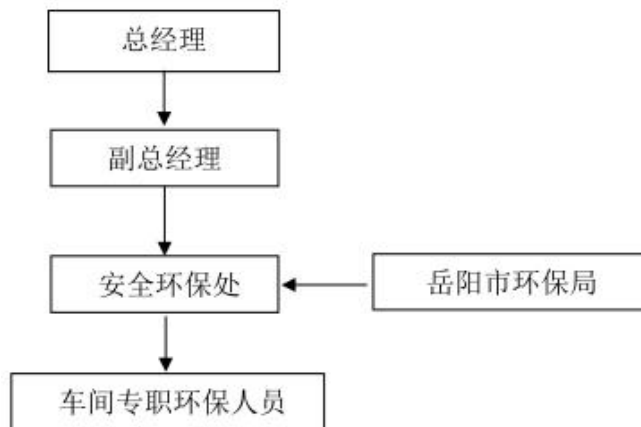 总经理
副总经理
安全环保处
岳阳市环保局
车间专职环保人员